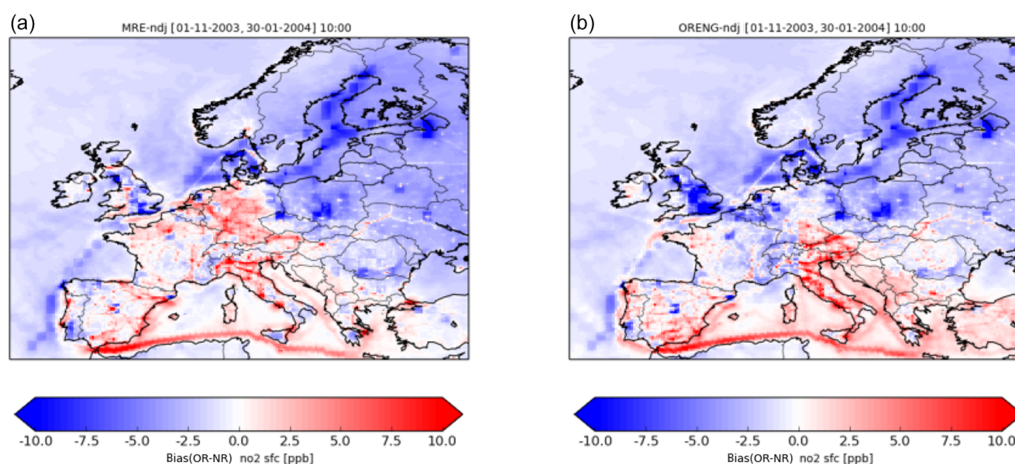 (a)
MRE-ndj [01-11-2003, 30-01-2004] 10:00
(b)
ORENG-ndj [01-11-2003, 30-01-2004] 10:00
-10.0 -7.5 -5.0 -2.5 0.0 2.5 5.0 7.5 10.0
Bias(OR-NR) no2 sfc [ppb]
-10.0 -7.5 -5.0 -2.5 0.0 2.5 5.0 7.5 10.0
Bias(OR-NR) no2 sfc [ppb]